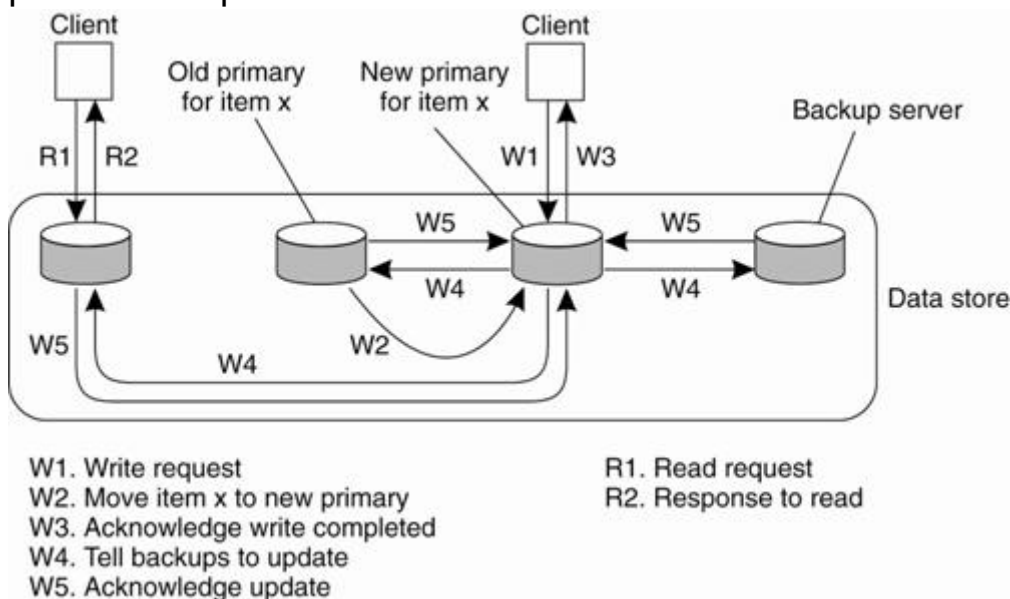 Client
Client
Old primary
for item x
New primary
for item x
Backup server
R1
R2
W1
W3
W5
W5
W4
W4
Data store
W5
W2
W4
W1. Write request
W2. Move item x to new primary
W3. Acknowledge write completed
W4. Tell backups to update
W5. Acknowledge update
R1. Read request
R2. Response to read